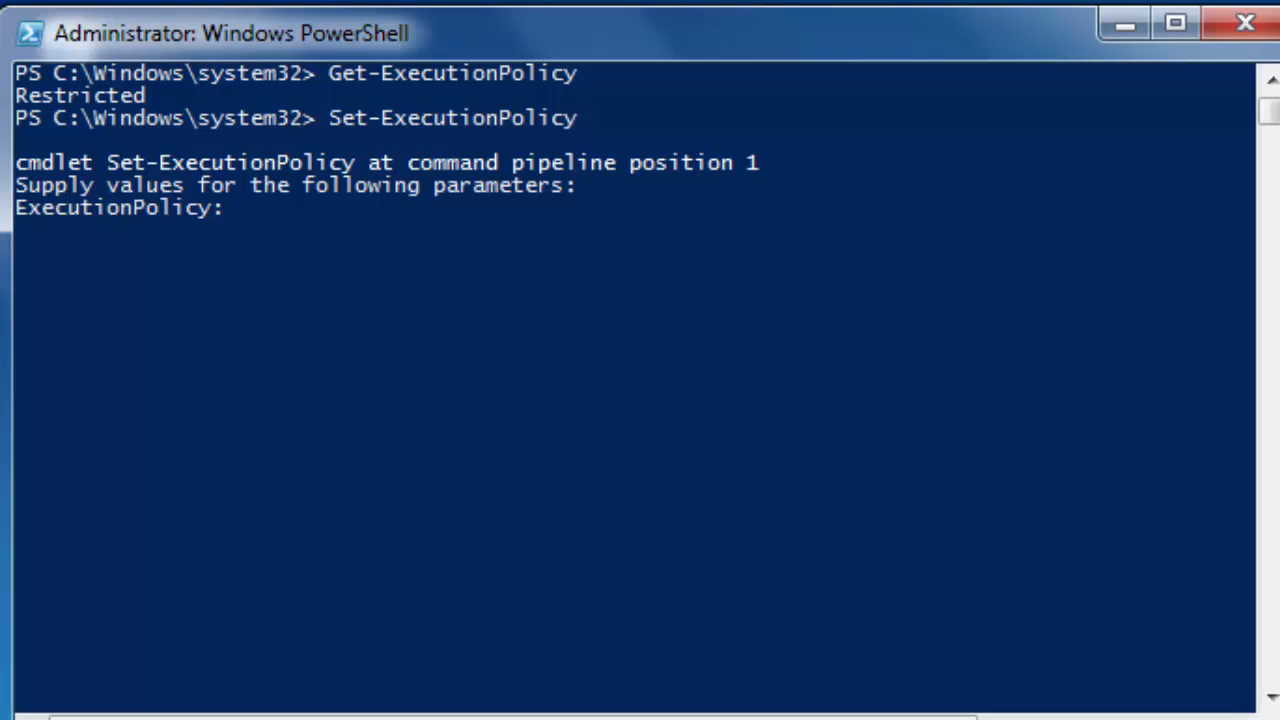 Administrator: Windows PowerShell
PS C:\Windows\system32> Get-ExecutionPolicy
Restricted
PS C:\Windows\system32> Set-ExecutionPolicy
cmdlet Set-ExecutionPolicy at command pipeline position 1
Supply values for the following parameters:
ExecutionPolicy: